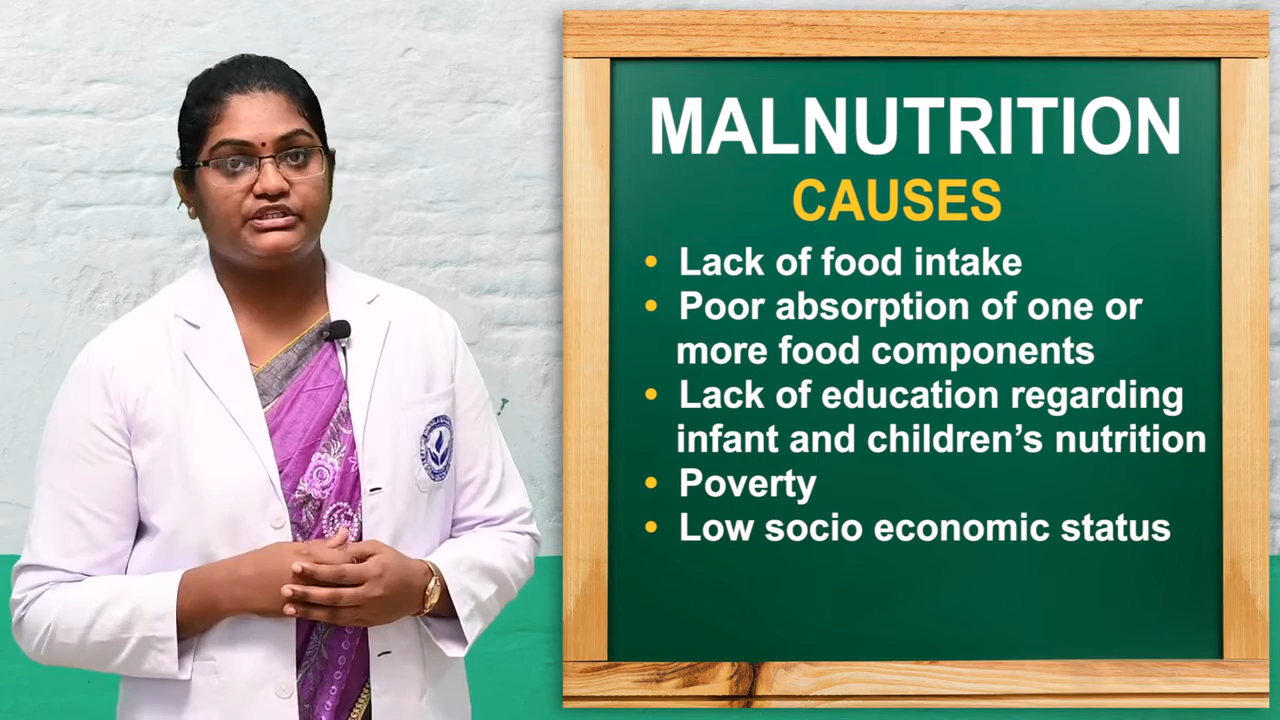 MALNUTRITION
CAUSES
• Lack of food intake
• Poor absorption of one or
more food components
• Lack of education regarding
infant and children’s nutrition
• Poverty
• Low socio economic status